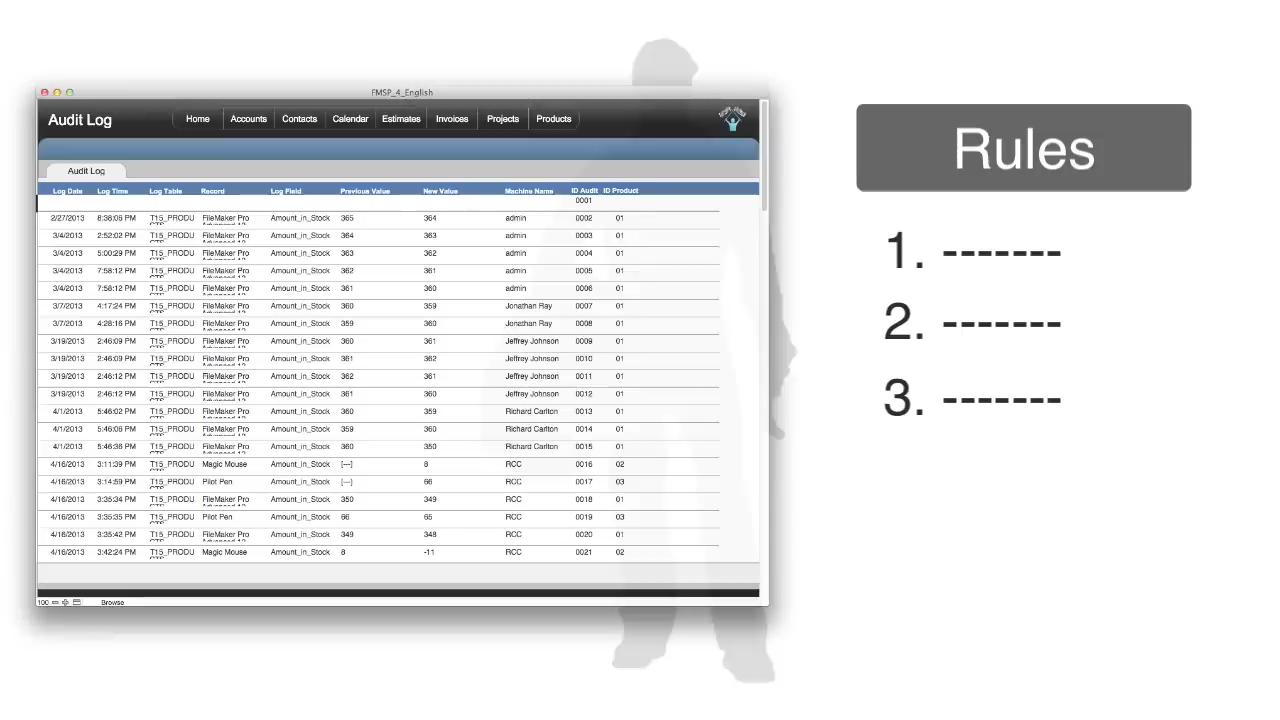 FMSP_4_English
Audit Log
Home Accounts Contacts Calendar Estimates Invoices Projects Products
Audit Log
Log Date Log Time Log Table Record Log Field Previous Value New Value Machine Name ID Audit ID Product
0001
2/27/2013 8:38:06 PM T15_PRODU FileMaker Pro Amount_in_Stock 365 364 admin 0002 01
3/4/2013 2:52:02 PM T15_PRODU FileMaker Pro Amount_in_Stock 364 363 admin 0003 01
3/4/2013 5:00:29 PM T15_PRODU FileMaker Pro Amount_in_Stock 363 362 admin 0004 01
3/4/2013 7:58:12 PM T15_PRODU FileMaker Pro Amount_in_Stock 362 361 admin 0005 01
3/4/2013 7:58:12 PM T15_PRODU FileMaker Pro Amount_in_Stock 361 360 admin 0006 01
3/7/2013 4:17:24 PM T15_PRODU FileMaker Pro Amount_in_Stock 360 359 Jonathan Ray 0007 01
3/7/2013 4:28:16 PM T15_PRODU FileMaker Pro Amount_in_Stock 359 360 Jonathan Ray 0008 01
3/19/2013 2:46:09 PM T15_PRODU FileMaker Pro Amount_in_Stock 360 361 Jeffrey Johnson 0009 01
3/19/2013 2:46:09 PM T15_PRODU FileMaker Pro Amount_in_Stock 361 362 Jeffrey Johnson 0010 01
3/19/2013 2:46:12 PM T15_PRODU FileMaker Pro Amount_in_Stock 362 361 Jeffrey Johnson 0011 01
3/19/2013 2:46:12 PM T15_PRODU FileMaker Pro Amount_in_Stock 361 360 Jeffrey Johnson 0012 01
4/1/2013 5:46:02 PM T15_PRODU FileMaker Pro Amount_in_Stock 360 359 Richard Carlton 0013 01
4/1/2013 5:46:06 PM T15_PRODU FileMaker Pro Amount_in_Stock 359 360 Richard Carlton 0014 01
4/1/2013 5:46:36 PM T15_PRODU FileMaker Pro Amount_in_Stock 360 350 Richard Carlton 0015 01
4/16/2013 3:11:39 PM T15_PRODU Magic Mouse Amount_in_Stock [---] 8 RCC 0016 02
4/16/2013 3:14:59 PM T15_PRODU Pilot Pen Amount_in_Stock [---] 66 RCC 0017 03
4/16/2013 3:35:34 PM T15_PRODU FileMaker Pro Amount_in_Stock 350 349 RCC 0018 01
4/16/2013 3:35:35 PM T15_PRODU Pilot Pen Amount_in_Stock 66 65 RCC 0019 03
4/16/2013 3:35:42 PM T15_PRODU FileMaker Pro Amount_in_Stock 349 348 RCC 0020 01
4/16/2013 3:42:24 PM T15_PRODU Magic Mouse Amount_in_Stock 8 -11 RCC 0021 02
100 Browse
Rules
1. -------
2. -------
3. -------